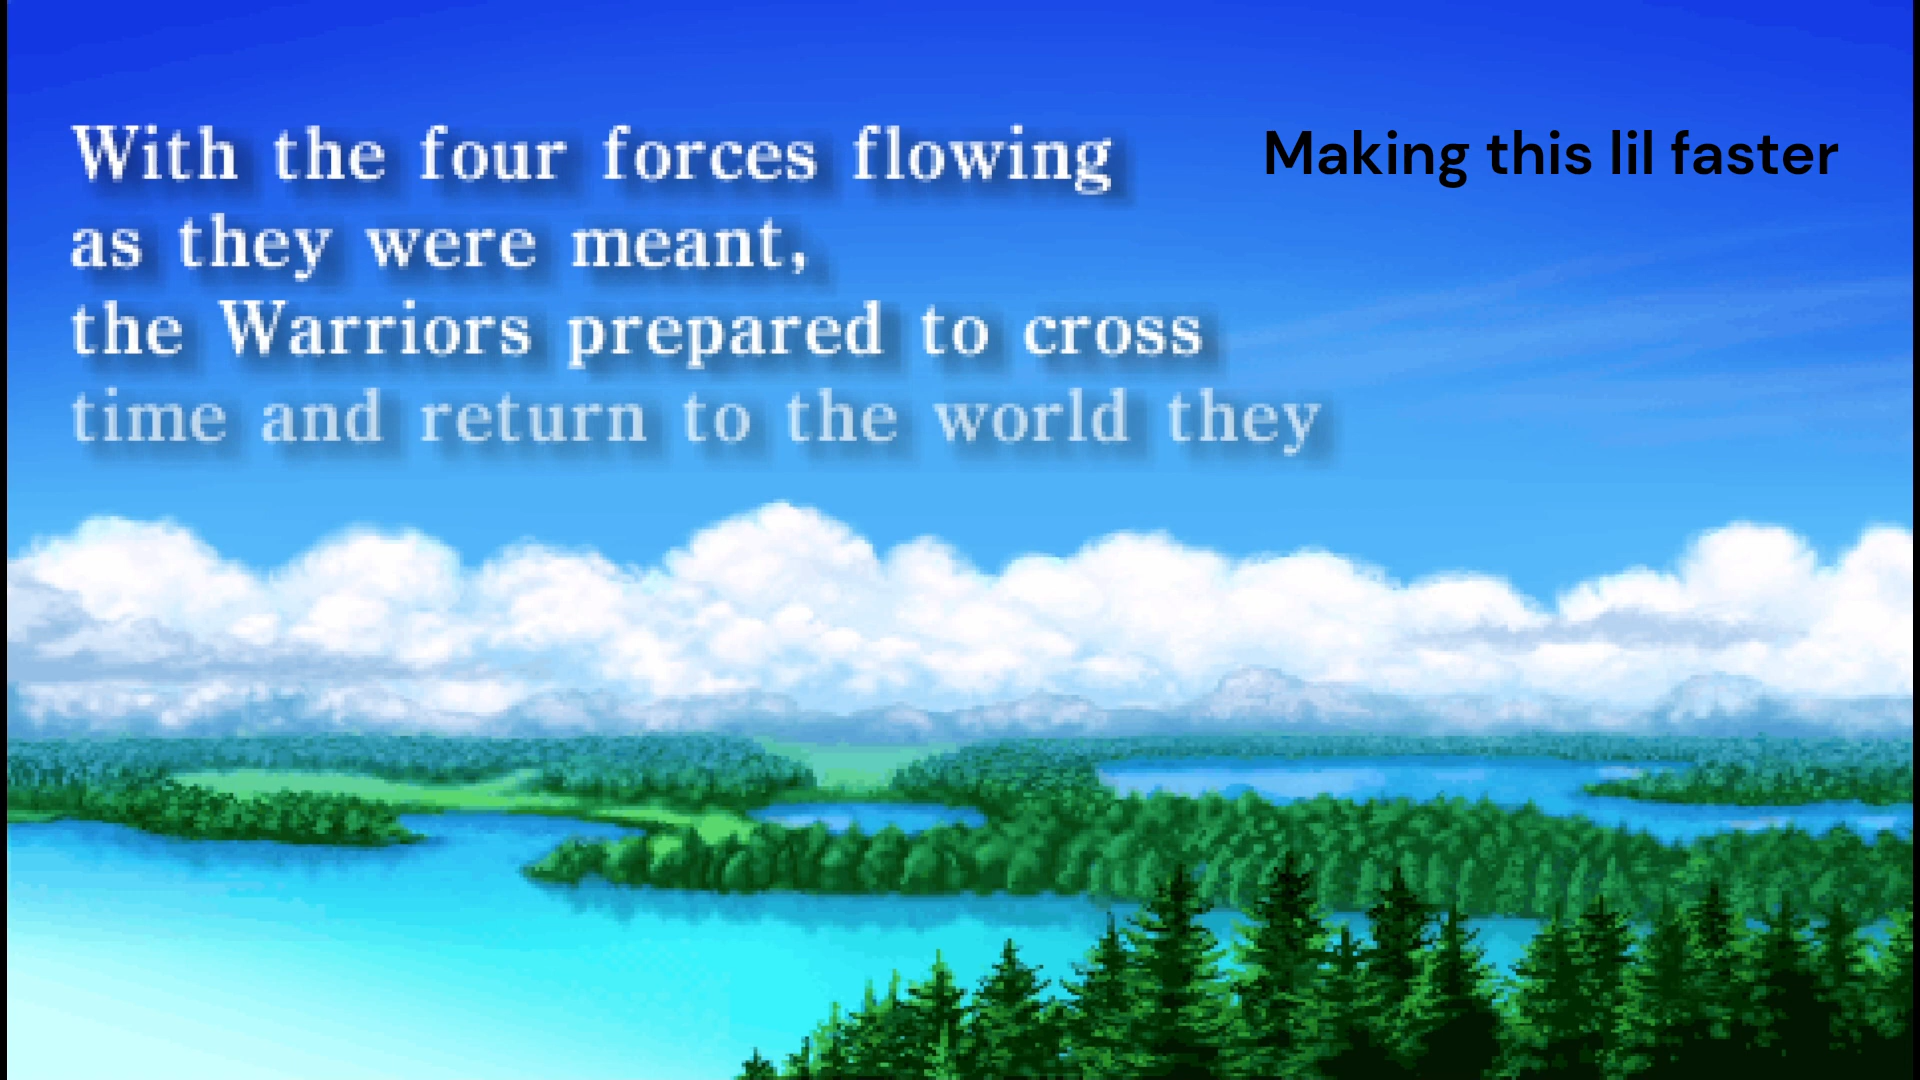 With the four forces flowing
as they were meant,
the Warriors prepared to cross
time and return to the world they
Making this lil faster